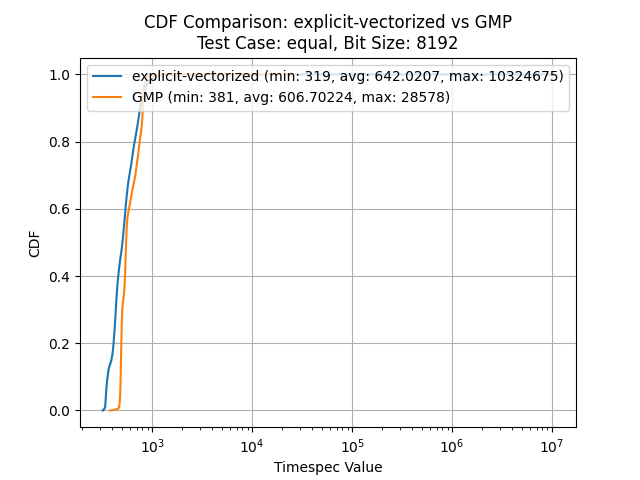 CDF Comparison: explicit-vectorized vs GMP
Test Case: equal, Bit Size: 8192
explicit-vectorized (min: 319, avg: 642.0207, max: 10324675)
GMP (min: 381, avg: 606.70224, max: 28578)
CDF
1.0
0.8
0.6
0.4
0.2
0.0
10³ 10⁴ 10⁵ 10⁶ 10⁷
Timespec Value